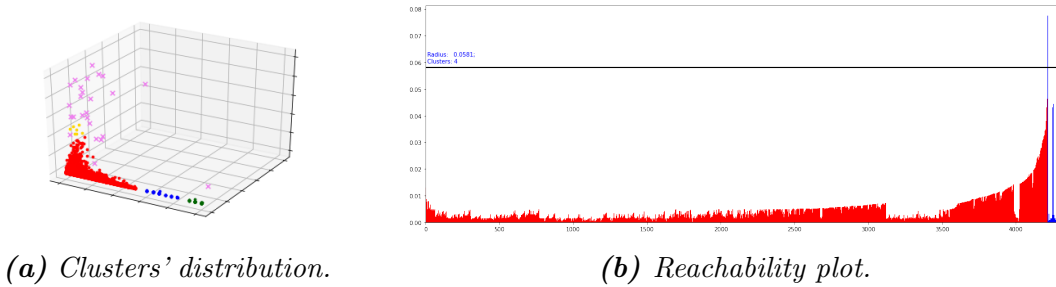 0.08
0.07
Radius: 0.0581;
Clusters: 4
0.06
0.05
0.04
0.03
0.02
0.01
0.00
0 500 1000 1500 2000 2500 3000 3500 4000
(a) Clusters' distribution.
(b) Reachability plot.